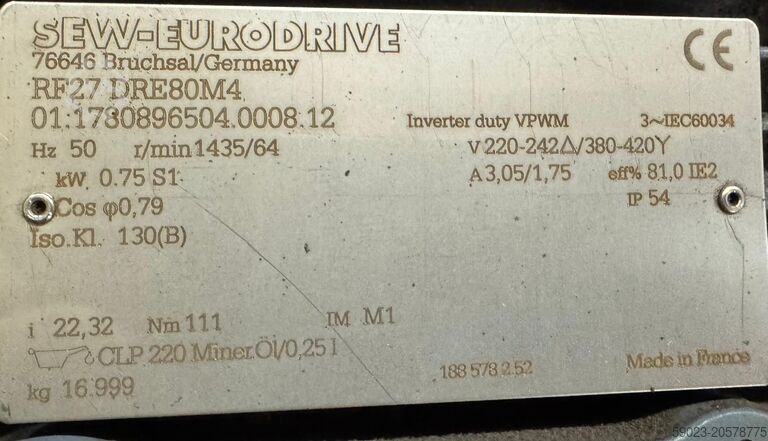 SEW-EURODRIVE
76646 Bruchsal/Germany
RF27 DRE80M4
01.1780896504.0008.12 Inverter duty VPWM 3~IEC60034
Hz 50 r/min 1435/64 V 220-242Δ/380-420Y
kW 0.75 S1 A 3,05/1,75 eff% 81,0 IE2
Cos φ0,79 IP 54
Iso.Kl. 130(B)
i 22,32 Nm 111 IM M1
CLP 220 Miner.Öl/0,25 l
kg 16.999 188 578 2.52 Made in France
CE
59023-20578775